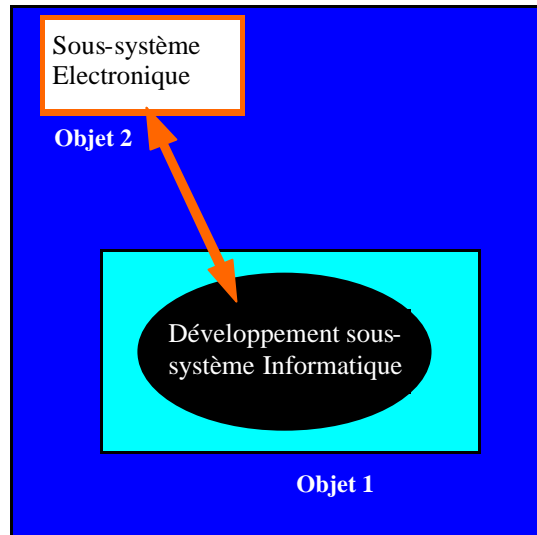 Sous-système
Electronique
Objet 2
Développement sous-
système Informatique
Objet 1